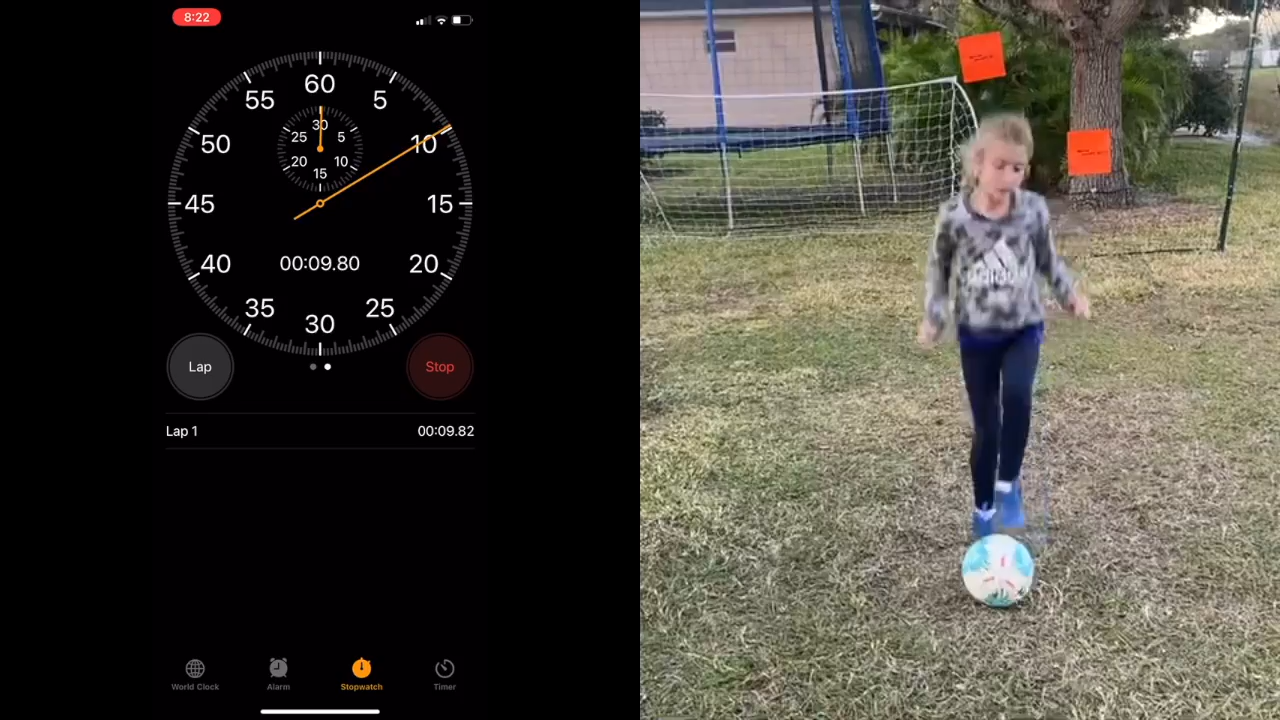 8:22
60
55
5
50
10
45
15
40
20
35
25
30
30
25
5
20
10
15
00:09.80
Lap
Stop
Lap 1
00:09.82
World Clock
Alarm
Stopwatch
Timer
adidas